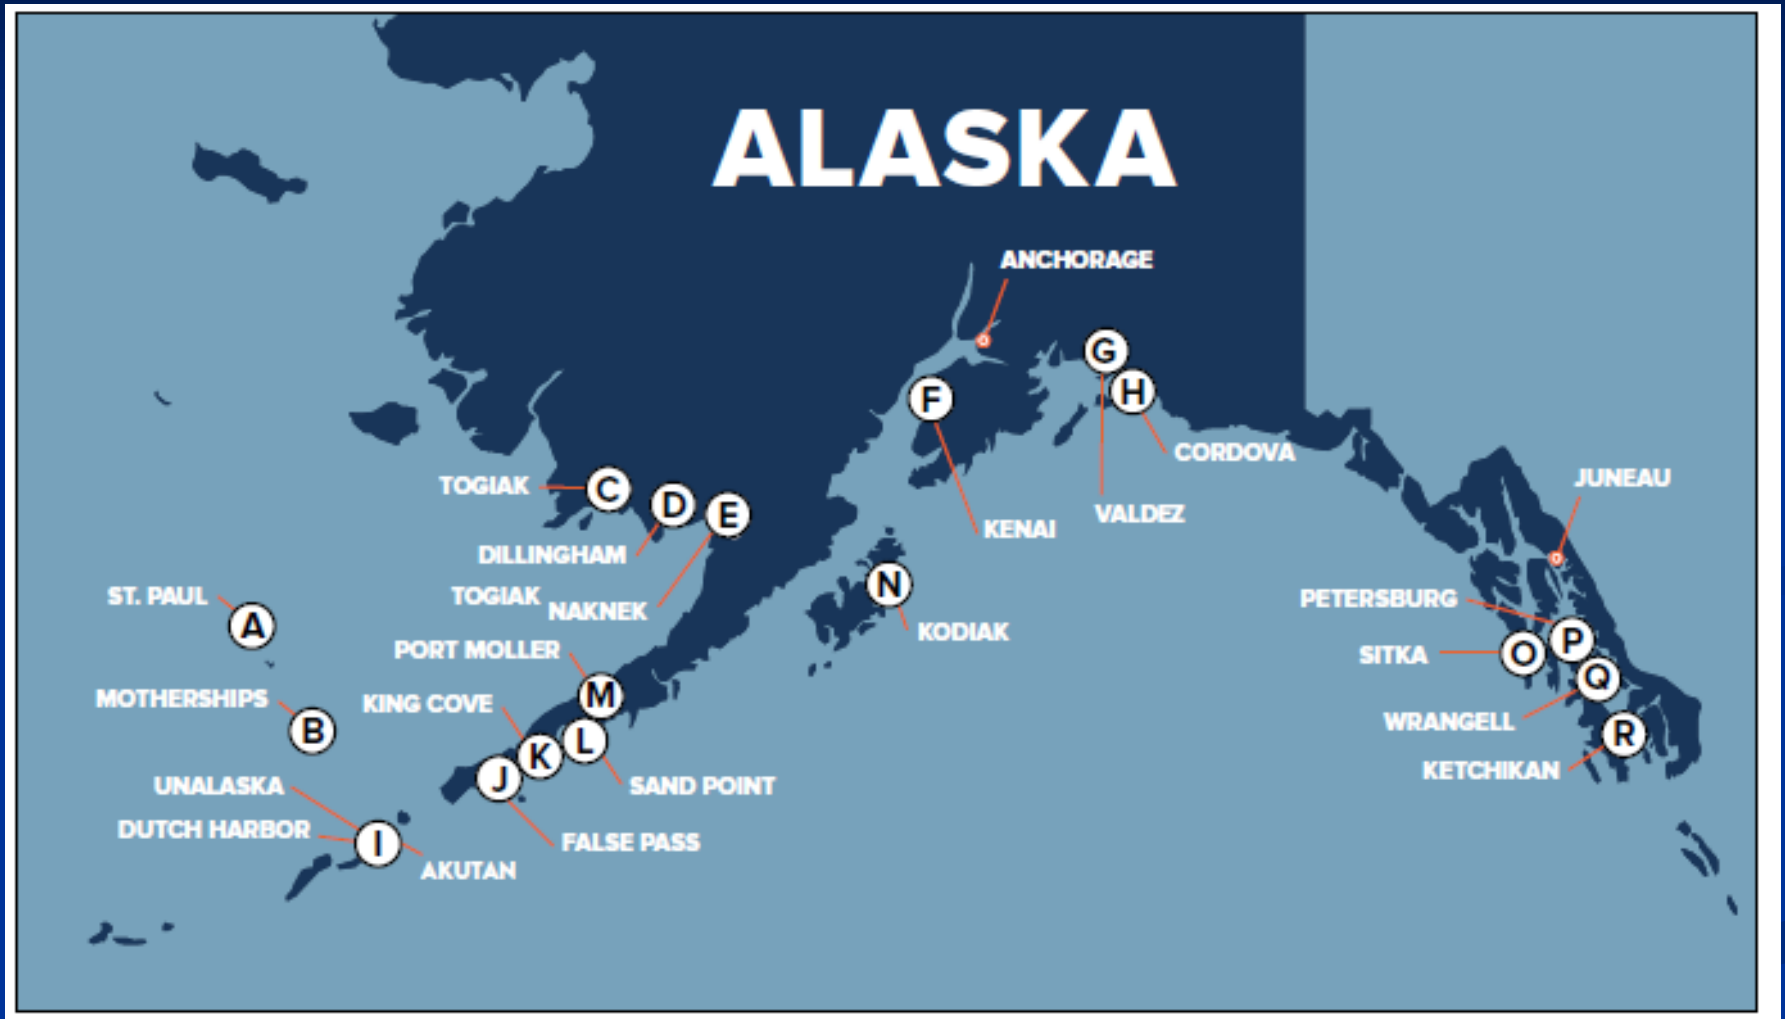 ALASKA
ANCHORAGE
G
H
F
CORDOVA
JUNEAU
TOGIAK
C
D
E
VALDEZ
KENAI
DILLINGHAM
N
ST. PAUL
TOGIAK
NAKNEK
PETERSBURG
A
KODIAK
P
PORT MOLLER
O
SITKA
Q
MOTHERSHIPS
KING COVE
M
B
L
WRANGELL
R
K
J
KETCHIKAN
UNALASKA
SAND POINT
DUTCH HARBOR
I
FALSE PASS
AKUTAN